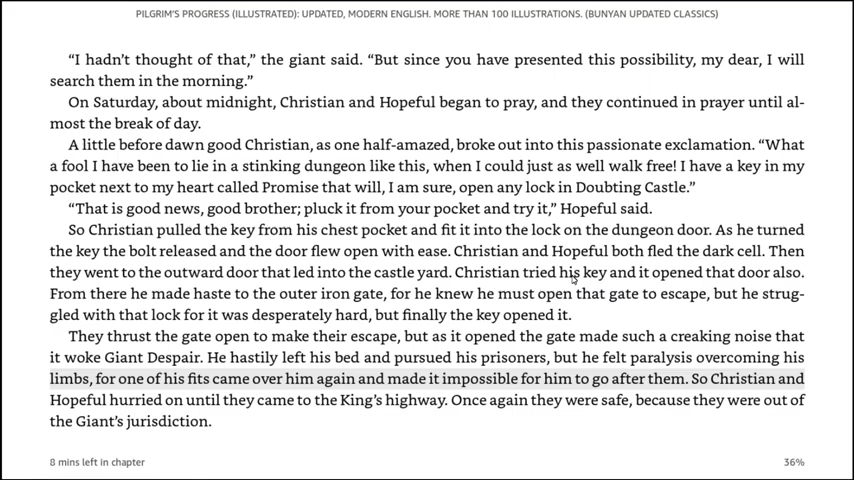 PILGRIM'S PROGRESS (ILLUSTRATED): UPDATED, MODERN ENGLISH. MORE THAN 100 ILLUSTRATIONS. (BUNYAN UPDATED CLASSICS)
“I hadn’t thought of that,” the giant said. “But since you have presented this possibility, my dear, I will
search them in the morning.”
On Saturday, about midnight, Christian and Hopeful began to pray, and they continued in prayer until al-
most the break of day.
A little before dawn good Christian, as one half-amazed, broke out into this passionate exclamation. “What
a fool I have been to lie in a stinking dungeon like this, when I could just as well walk free! I have a key in my
pocket next to my heart called Promise that will, I am sure, open any lock in Doubting Castle.”
“That is good news, good brother; pluck it from your pocket and try it,” Hopeful said.
So Christian pulled the key from his chest pocket and fit it into the lock on the dungeon door. As he turned
the key the bolt released and the door flew open with ease. Christian and Hopeful both fled the dark cell. Then
they went to the outward door that led into the castle yard. Christian tried his key and it opened that door also.
From there he made haste to the outer iron gate, for he knew he must open that gate to escape, but he strug-
gled with that lock for it was desperately hard, but finally the key opened it.
They thrust the gate open to make their escape, but as it opened the gate made such a creaking noise that
it woke Giant Despair. He hastily left his bed and pursued his prisoners, but he felt paralysis overcoming his
limbs, for one of his fits came over him again and made it impossible for him to go after them. So Christian and
Hopeful hurried on until they came to the King’s highway. Once again they were safe, because they were out of
the Giant’s jurisdiction.
8 mins left in chapter
36%